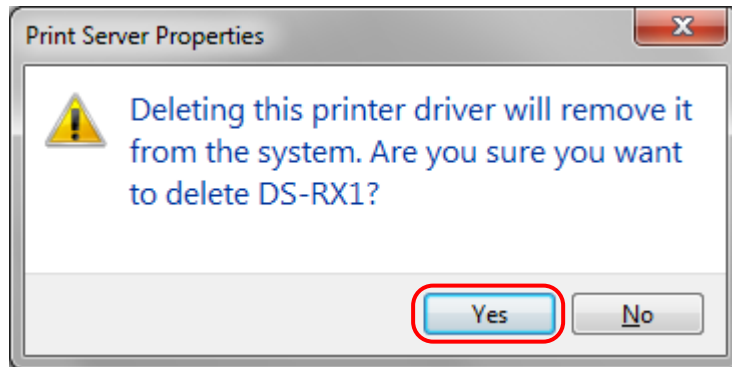 Print Server Properties
Deleting this printer driver will remove it
from the system. Are you sure you want
to delete DS-RX1?
Yes
No